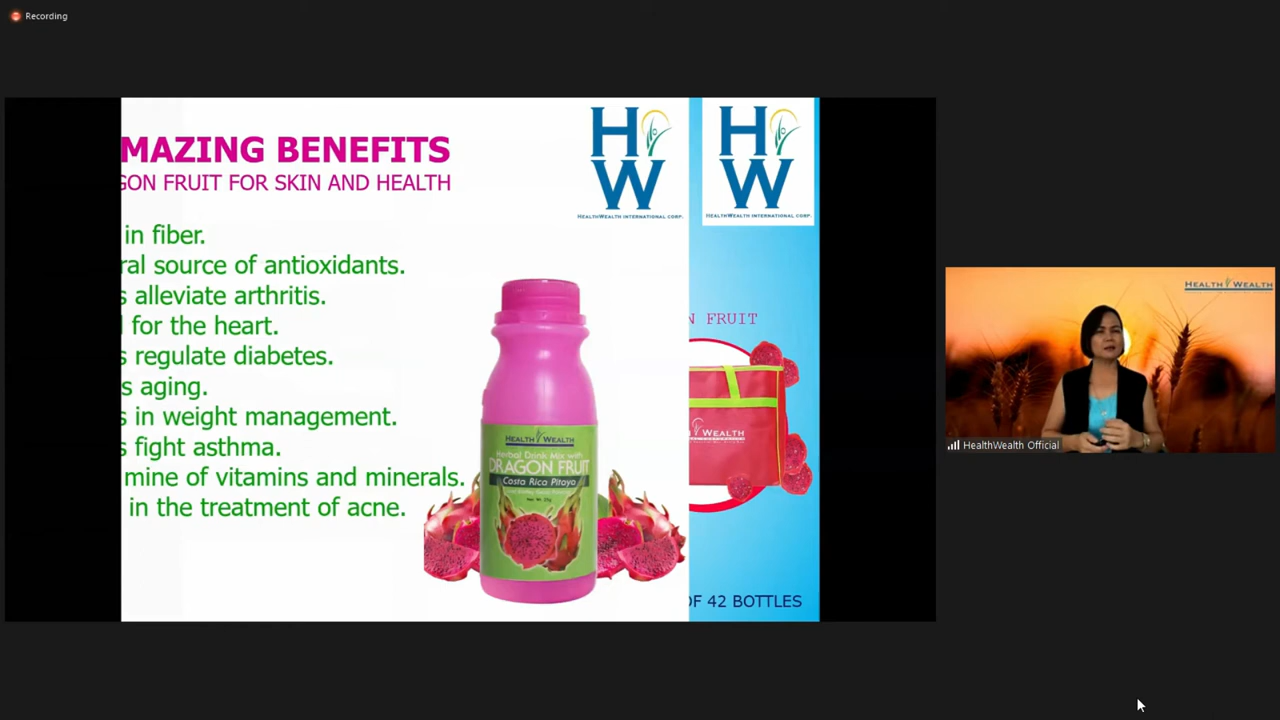 Recording
MAZING BENEFITS
GON FRUIT FOR SKIN AND HEALTH
in fiber.
ral source of antioxidants.
s alleviate arthritis.
for the heart.
s regulate diabetes.
s aging.
s in weight management.
s fight asthma.
mine of vitamins and minerals.
in the treatment of acne.
H
W
HEALTHWEALTH INTERNATIONAL CORP.
H
W
HEALTHWEALTH INTERNATIONAL CORP.
HEALTH WEALTH
Herbal Drink Mix with
DRAGON FRUIT
Costa Rica Pitaya
N FRUIT
WEALTH
OF 42 BOTTLES
HEALTH WEALTH
HealthWealth Official